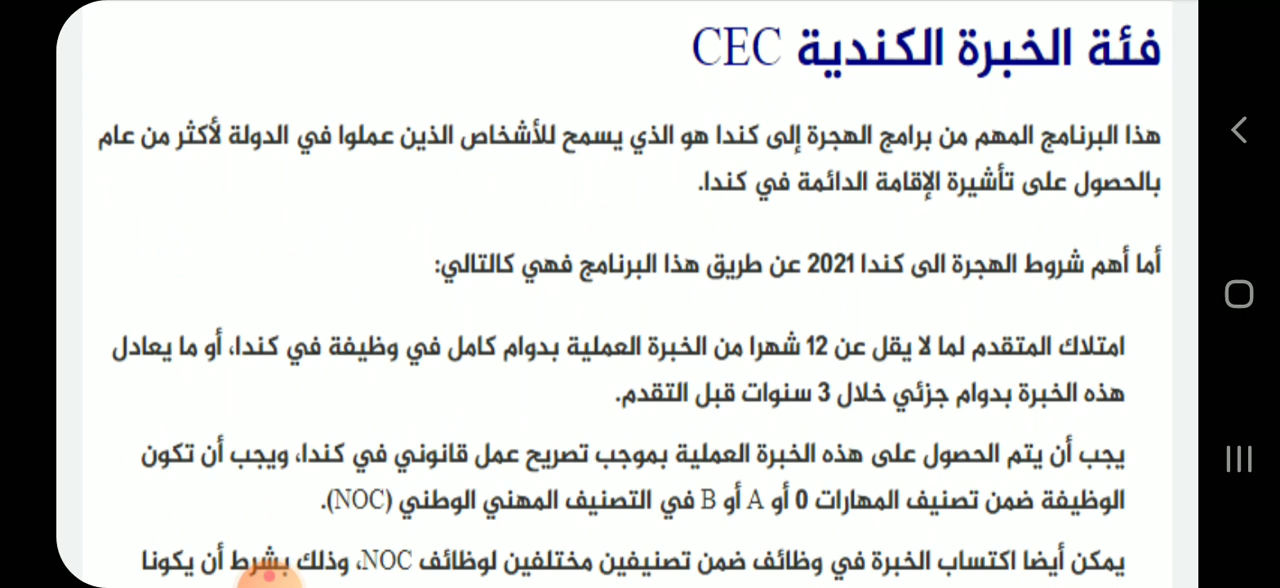 فئة الخبرة الكندية CEC
هذا البرنامج المهم من برامج الهجرة إلى كندا هو الذي يسمح للأشخاص الذين عملوا في الدولة لأكثر من عام
بالحصول على تأشيرة الإقامة الدائمة في كندا.
أما أهم شروط الهجرة الى كندا 2021 عن طريق هذا البرنامج فهي كالتالي:
امتلاك المتقدم لما لا يقل عن 12 شهرا من الخبرة العملية بدوام كامل في وظيفة في كندا، أو ما يعادل
هذه الخبرة بدوام جزئي خلال 3 سنوات قبل التقدم.
يجب أن يتم الحصول على هذه الخبرة العملية بموجب تصريح عمل قانوني في كندا، ويجب أن تكون
الوظيفة ضمن تصنيف المهارات 0 أو A أو B في التصنيف المهني الوطني (NOC).
يمكن أيضا اكتساب الخبرة في وظائف ضمن تصنيفين مختلفين لوظائف NOC، وذلك بشرط أن يكونا